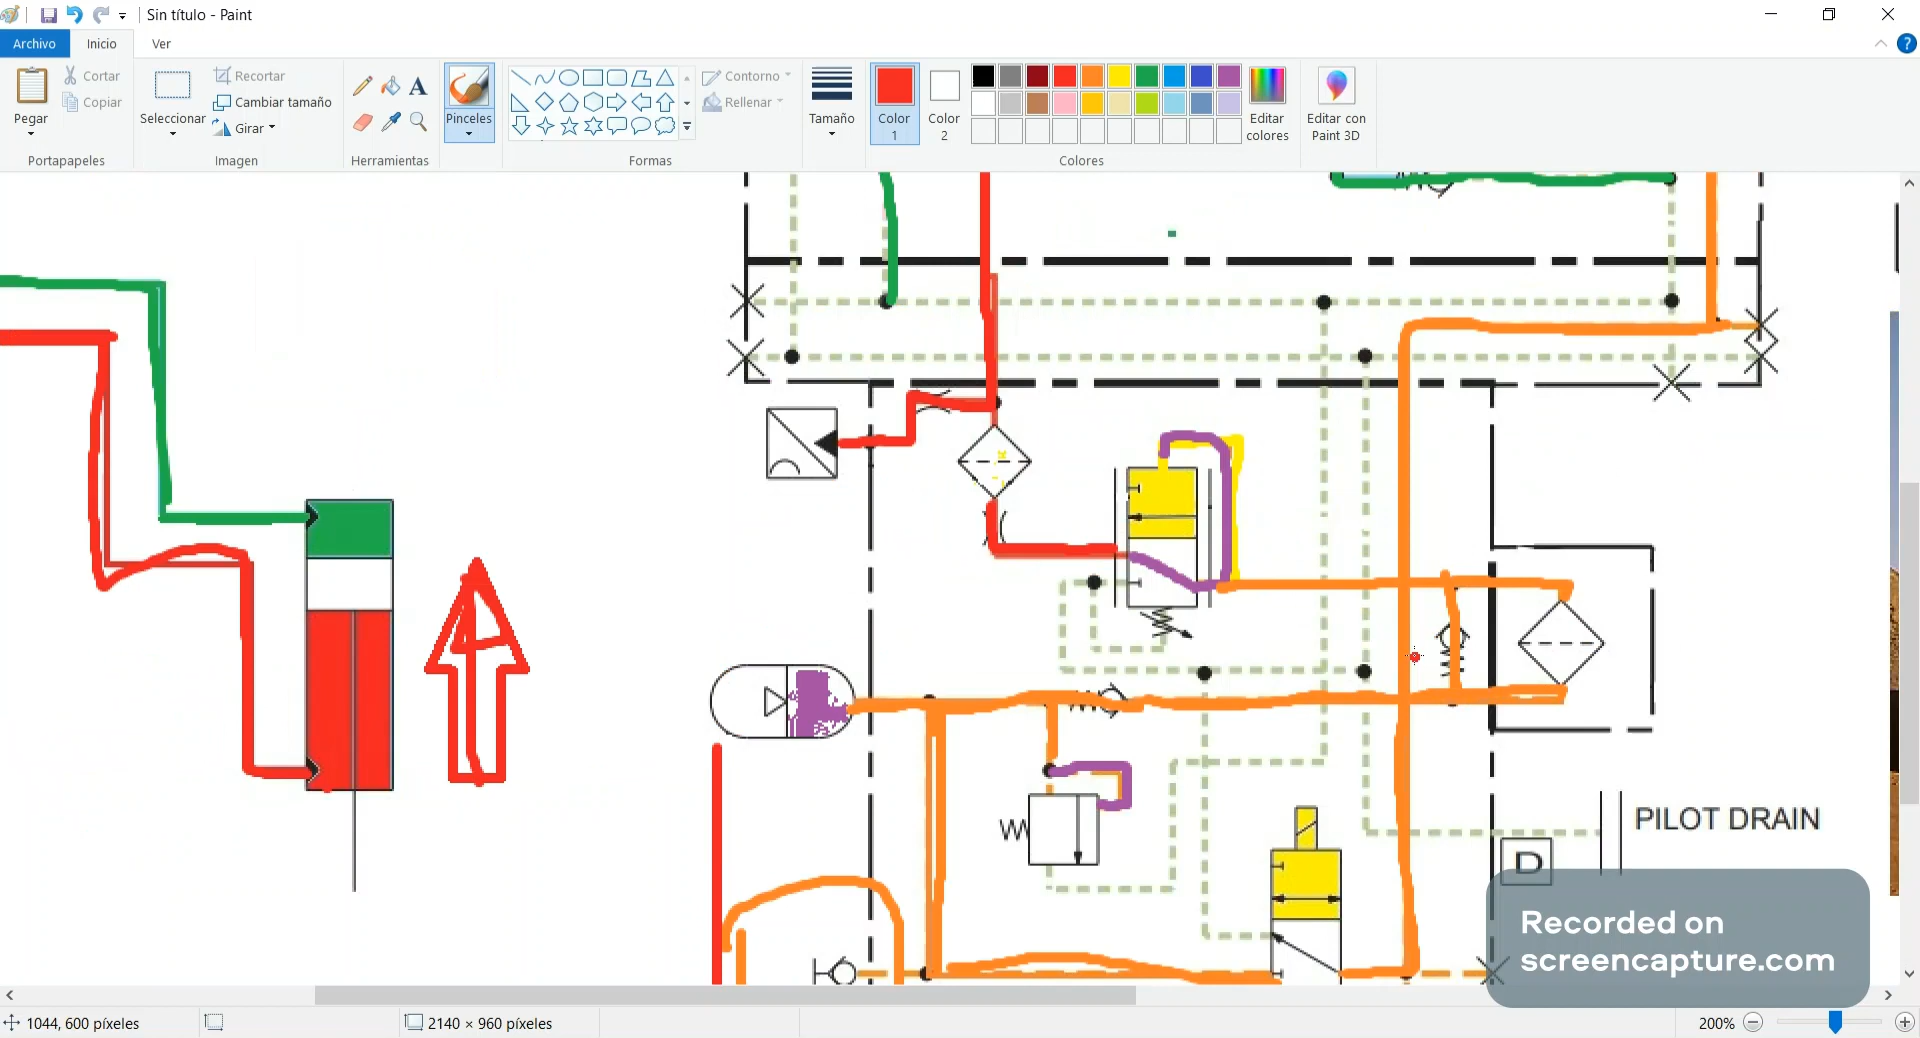 Sin título - Paint
Archivo
Inicio
Ver
Pegar
Cortar
Copiar
Portapapeles
Seleccionar
Recortar
Cambiar tamaño
Girar
Imagen
A
Herramientas
Pinceles
Contorno
Rellenar
Formas
Tamaño
Color
1
Color
2
Editar
colores
Editar con
Paint 3D
Colores
?
PILOT DRAIN
D
Recorded on
screencapture.com
1044, 600 píxeles
2140 × 960 píxeles
200%